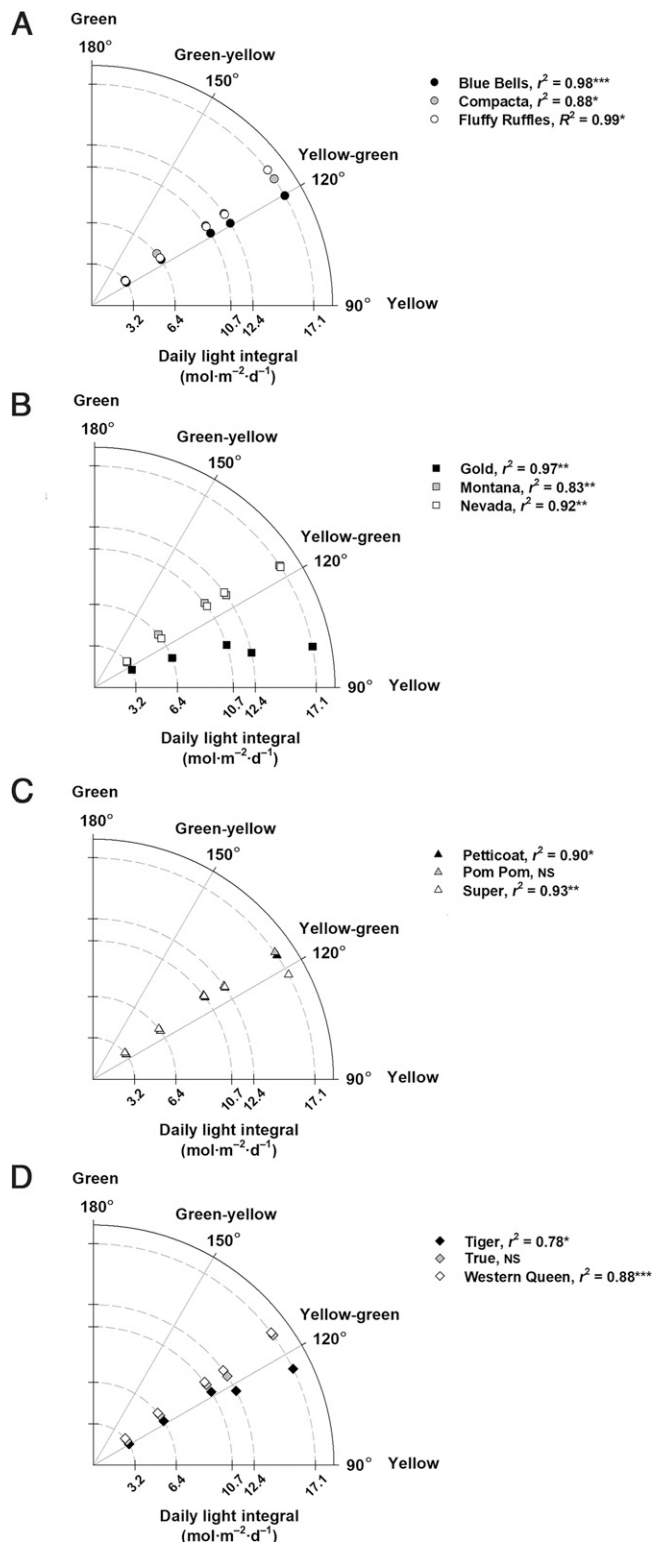 A
Green
180°
Green-yellow
150°
Blue Bells, r² = 0.98***
Compacta, r² = 0.88*
Fluffy Ruffles, R² = 0.99*
Yellow-green
120°
90° Yellow
3.2 6.4 10.7 12.4 17.1
Daily light integral
(mol·m⁻²·d⁻¹)
B
Green
180°
Green-yellow
150°
Gold, r² = 0.97**
Montana, r² = 0.83**
Nevada, r² = 0.92**
Yellow-green
120°
90° Yellow
3.2 6.4 10.7 12.4 17.1
Daily light integral
(mol·m⁻²·d⁻¹)
C
Green
180°
Green-yellow
150°
Petticoat, r² = 0.90*
Pom Pom, NS
Super, r² = 0.93**
Yellow-green
120°
90° Yellow
3.2 6.4 10.7 12.4 17.1
Daily light integral
(mol·m⁻²·d⁻¹)
D
Green
180°
Green-yellow
150°
Tiger, r² = 0.78*
True, NS
Western Queen, r² = 0.88***
Yellow-green
120°
90° Yellow
3.2 6.4 10.7 12.4 17.1
Daily light integral
(mol·m⁻²·d⁻¹)